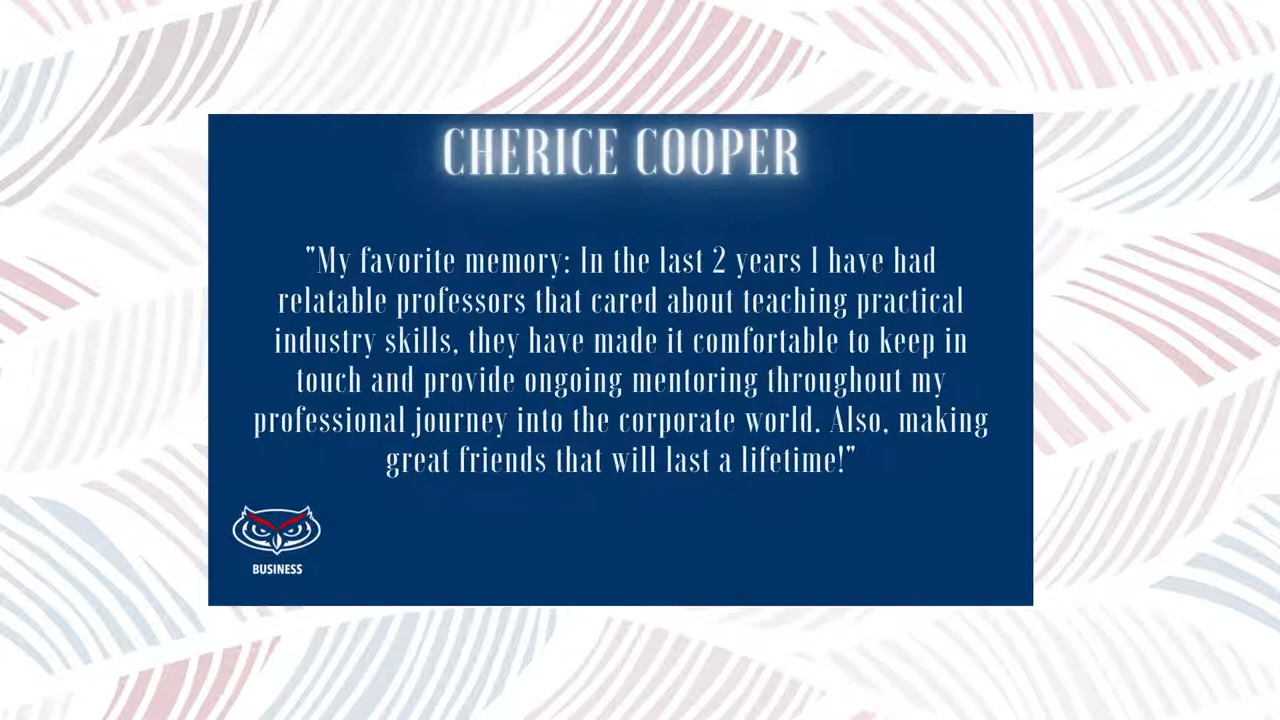 CHERICE COOPER
"My favorite memory: In the last 2 years I have had
relatable professors that cared about teaching practical
industry skills, they have made it comfortable to keep in
touch and provide ongoing mentoring throughout my
professional journey into the corporate world. Also, making
great friends that will last a lifetime!"
BUSINESS